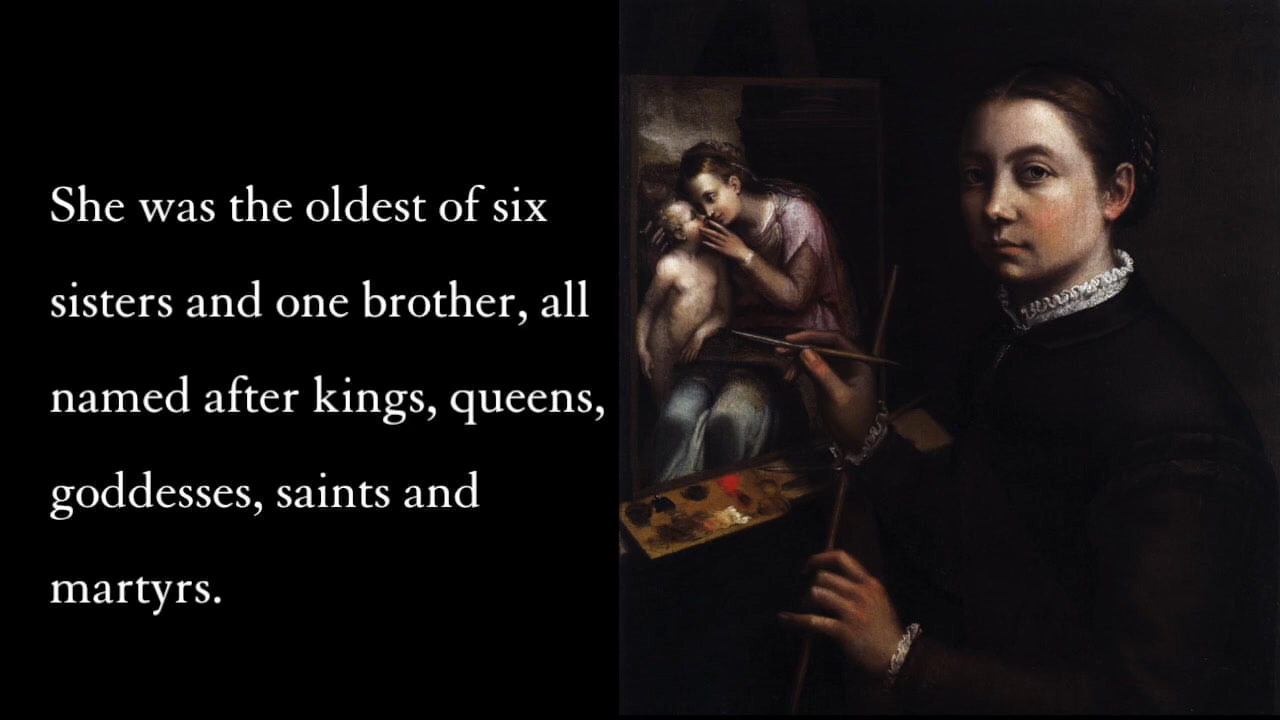 She was the oldest of six
sisters and one brother, all
named after kings, queens,
goddesses, saints and
martyrs.